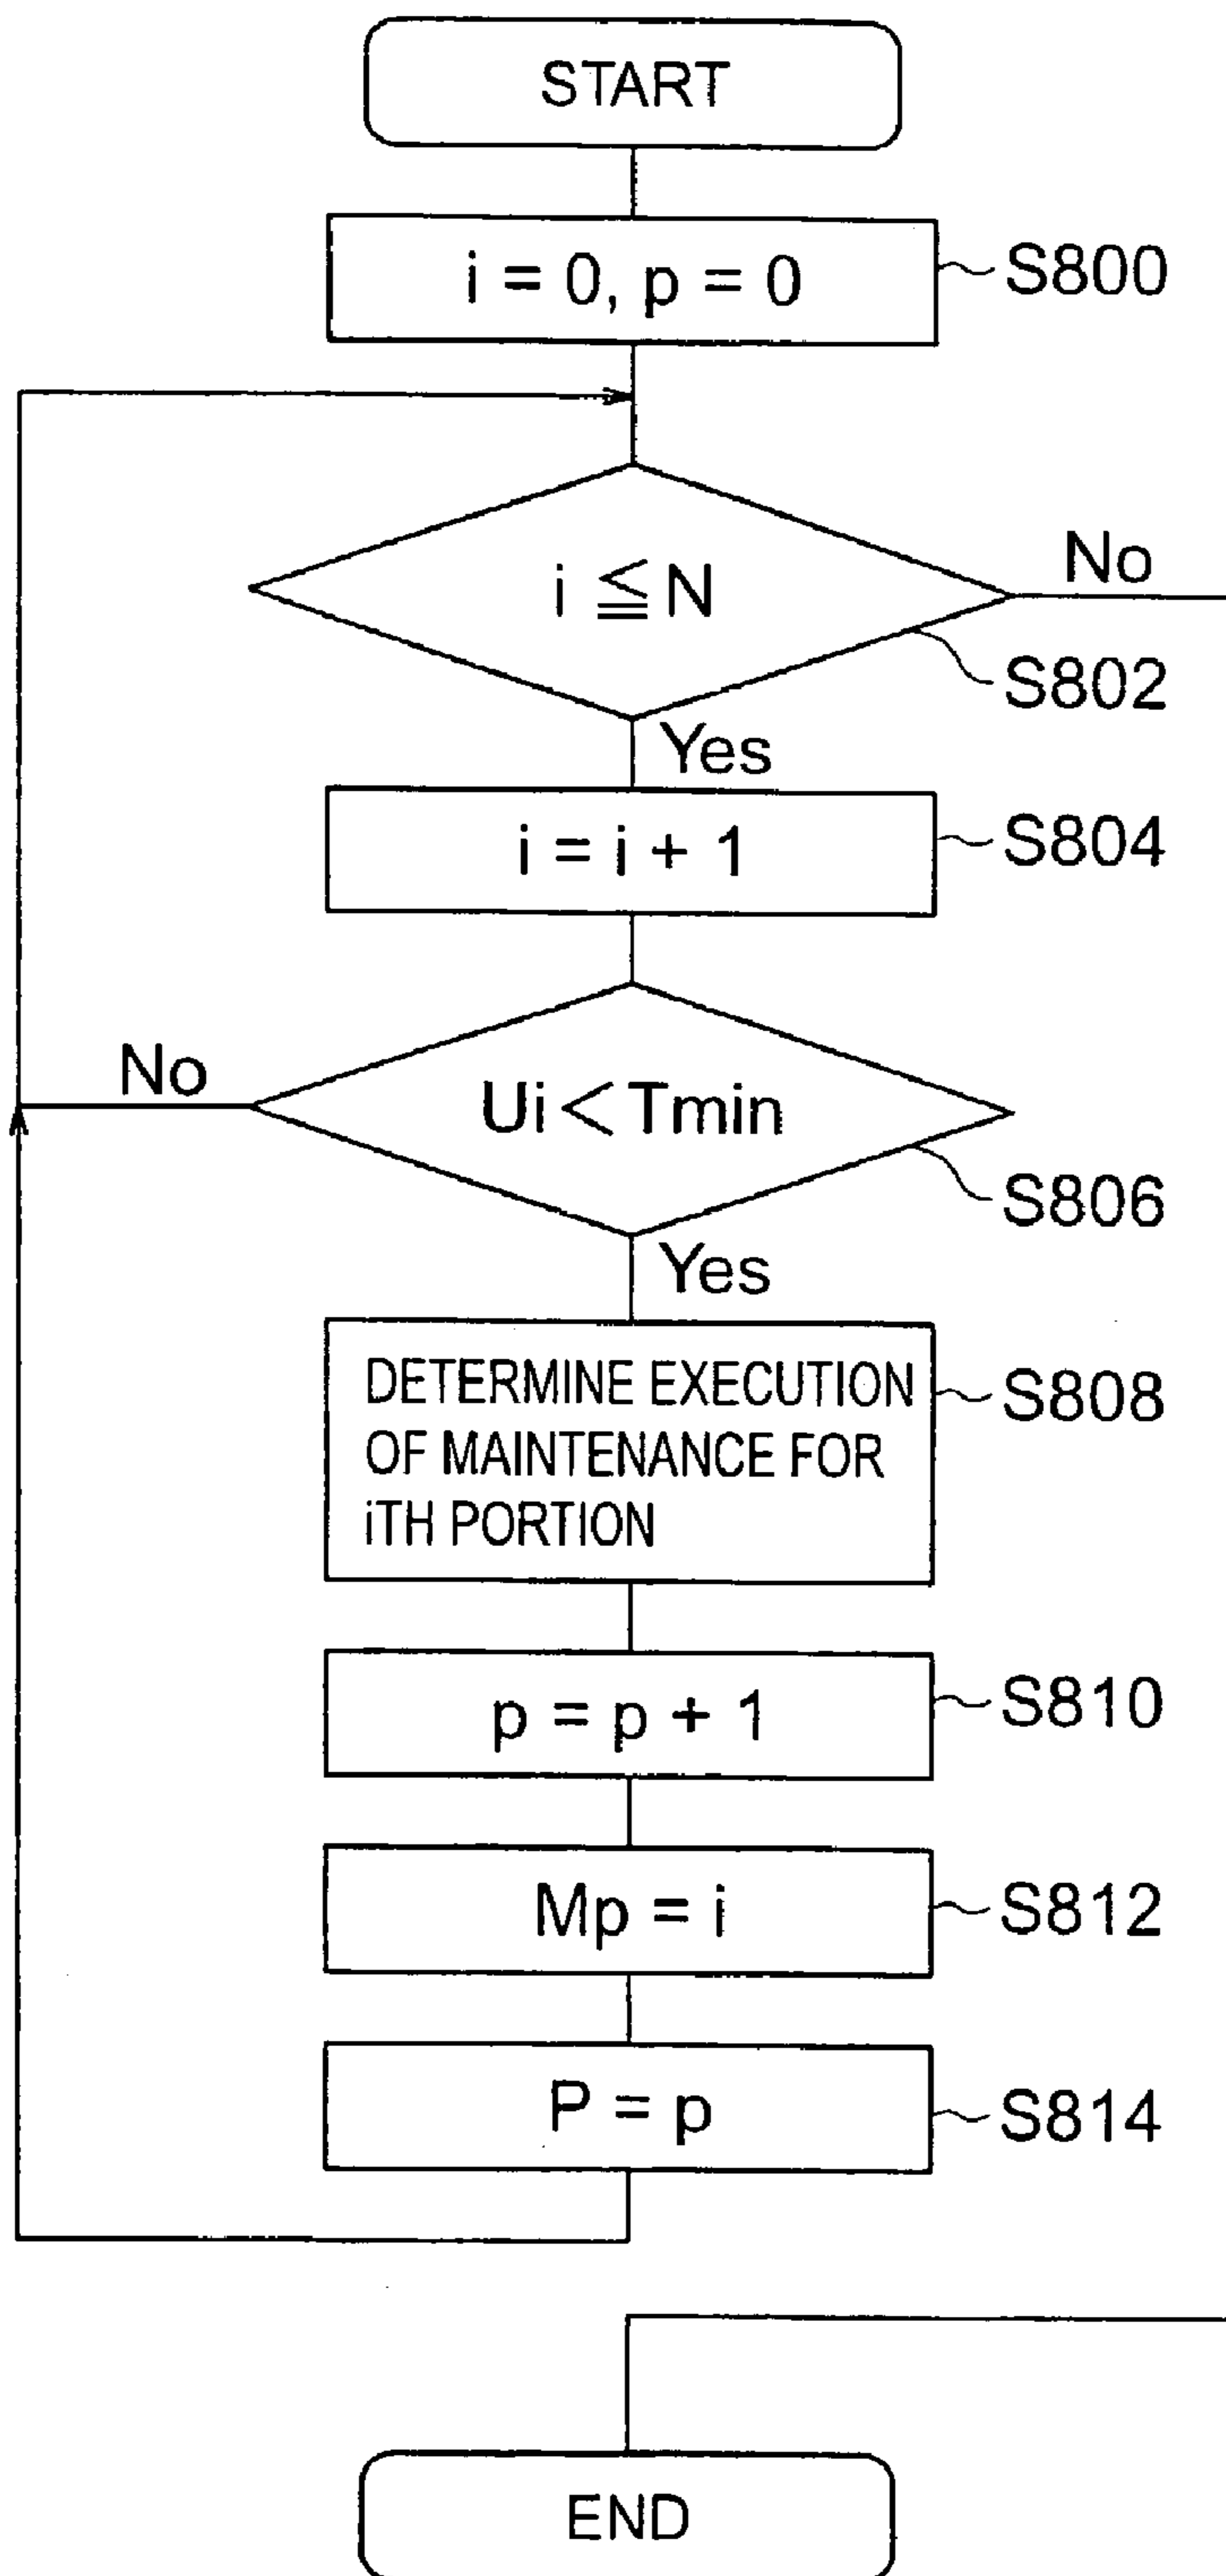 START
i = 0, p = 0
S800
i ≦ N
No
S802
Yes
i = i + 1
S804
No
Ui < Tmin
S806
Yes
DETERMINE EXECUTION
OF MAINTENANCE FOR
iTH PORTION
S808
p = p + 1
S810
Mp = i
S812
P = p
S814
END